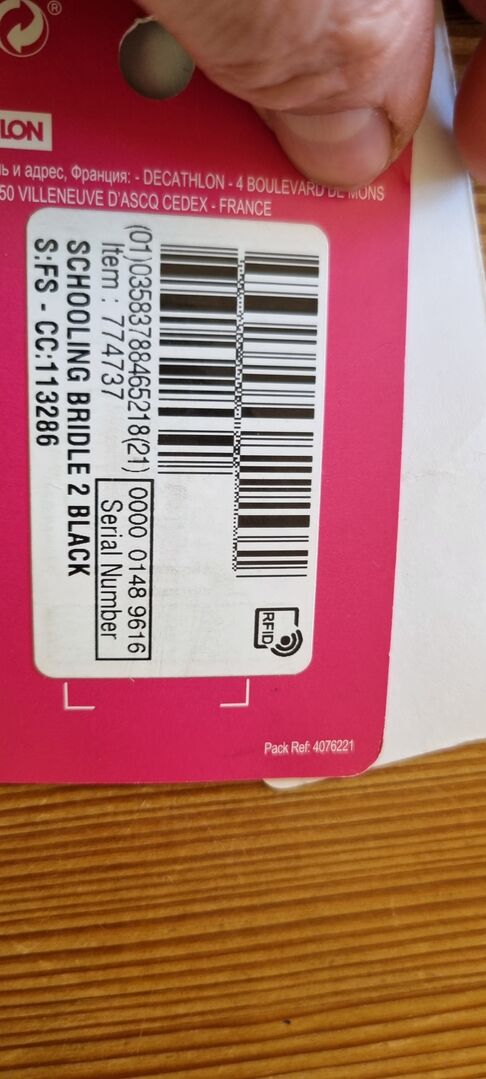 ®
LON
и адрес, Франция: - DECATHLON - 4 BOULEVARD DE MONS
50 VILLENEUVE D'ASCQ CEDEX - FRANCE
(01)03583788465218(21)
0000 0148 9616
Item : 774737
Serial Number
SCHOOLING BRIDLE 2 BLACK
S:FS - CC:113286
RFID
Pack Ref: 4076221